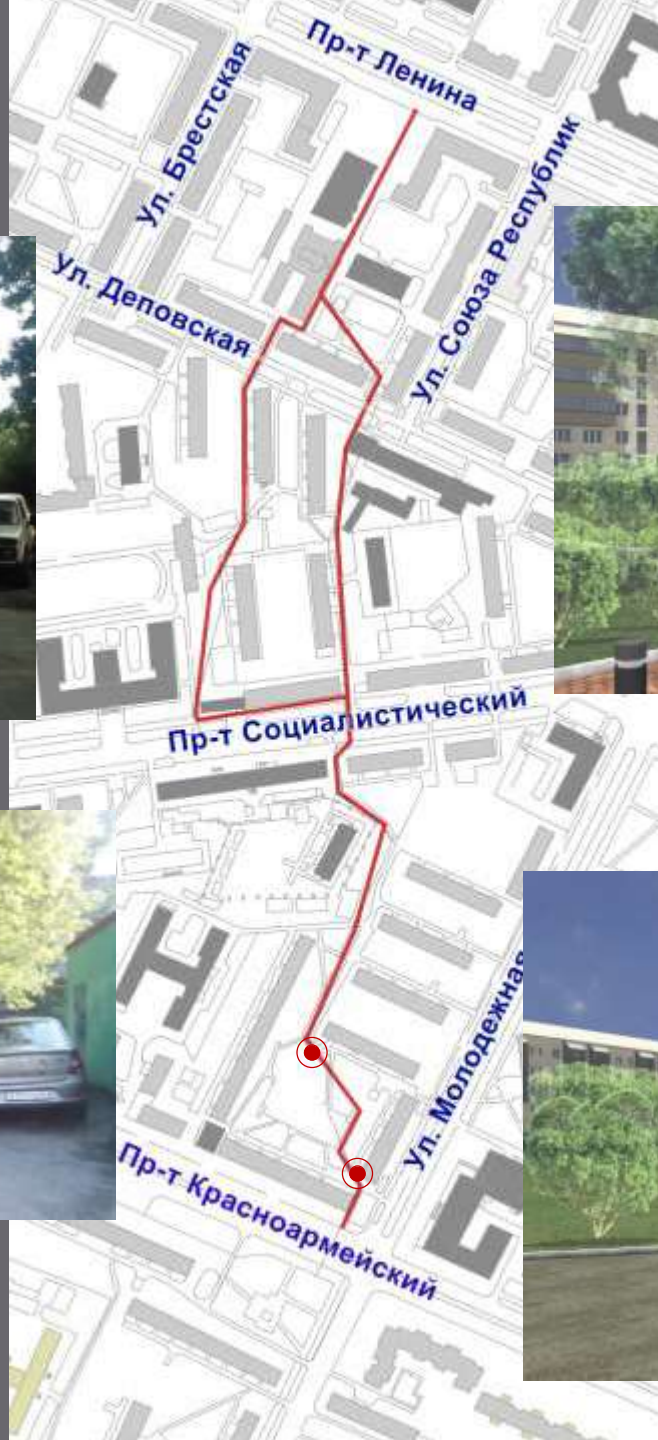 Пр-т Ленина
Ул. Брестская
Ул. Союза Республик
Ул. Деповская
Пр-т Социалистический
Ул. Молодежная
Пр-т Красноармейский